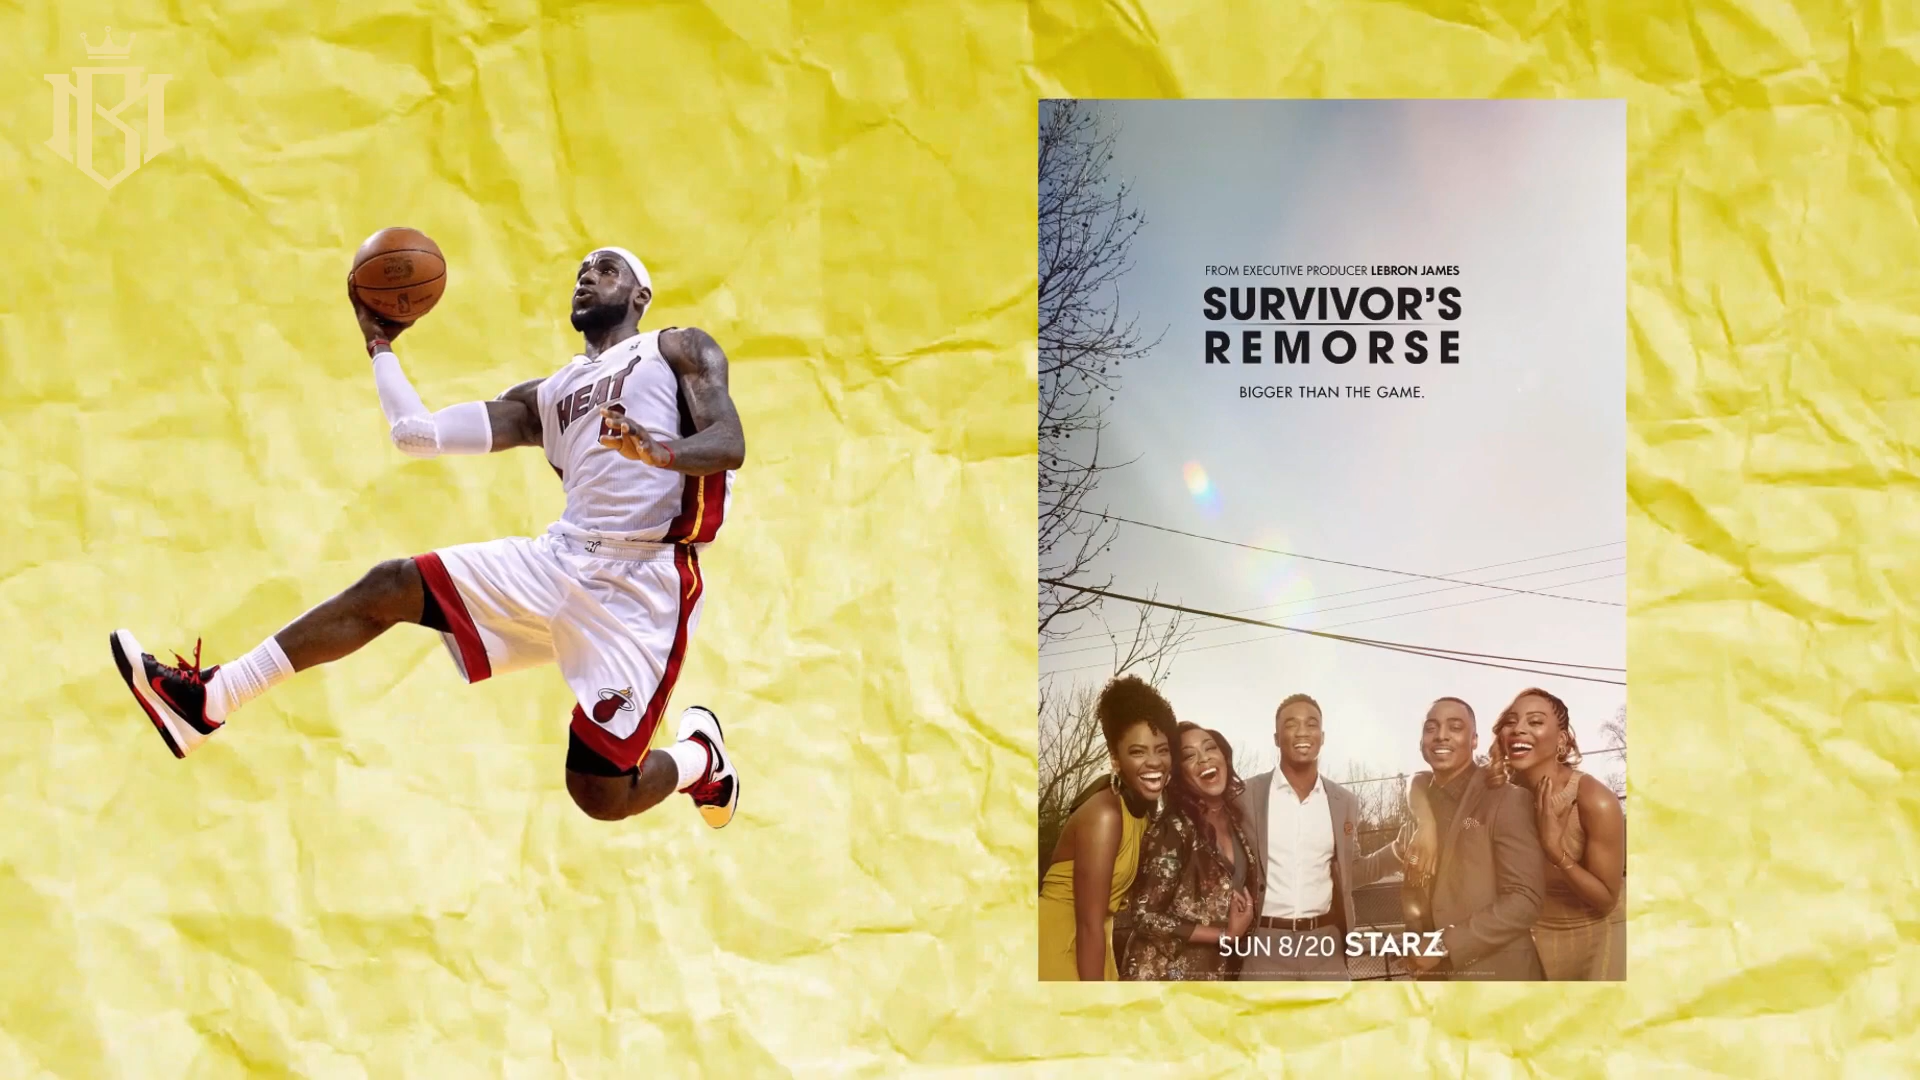 HEAT
FROM EXECUTIVE PRODUCER LEBRON JAMES
SURVIVOR'S
REMORSE
BIGGER THAN THE GAME.
SUN 8/20 STARZ